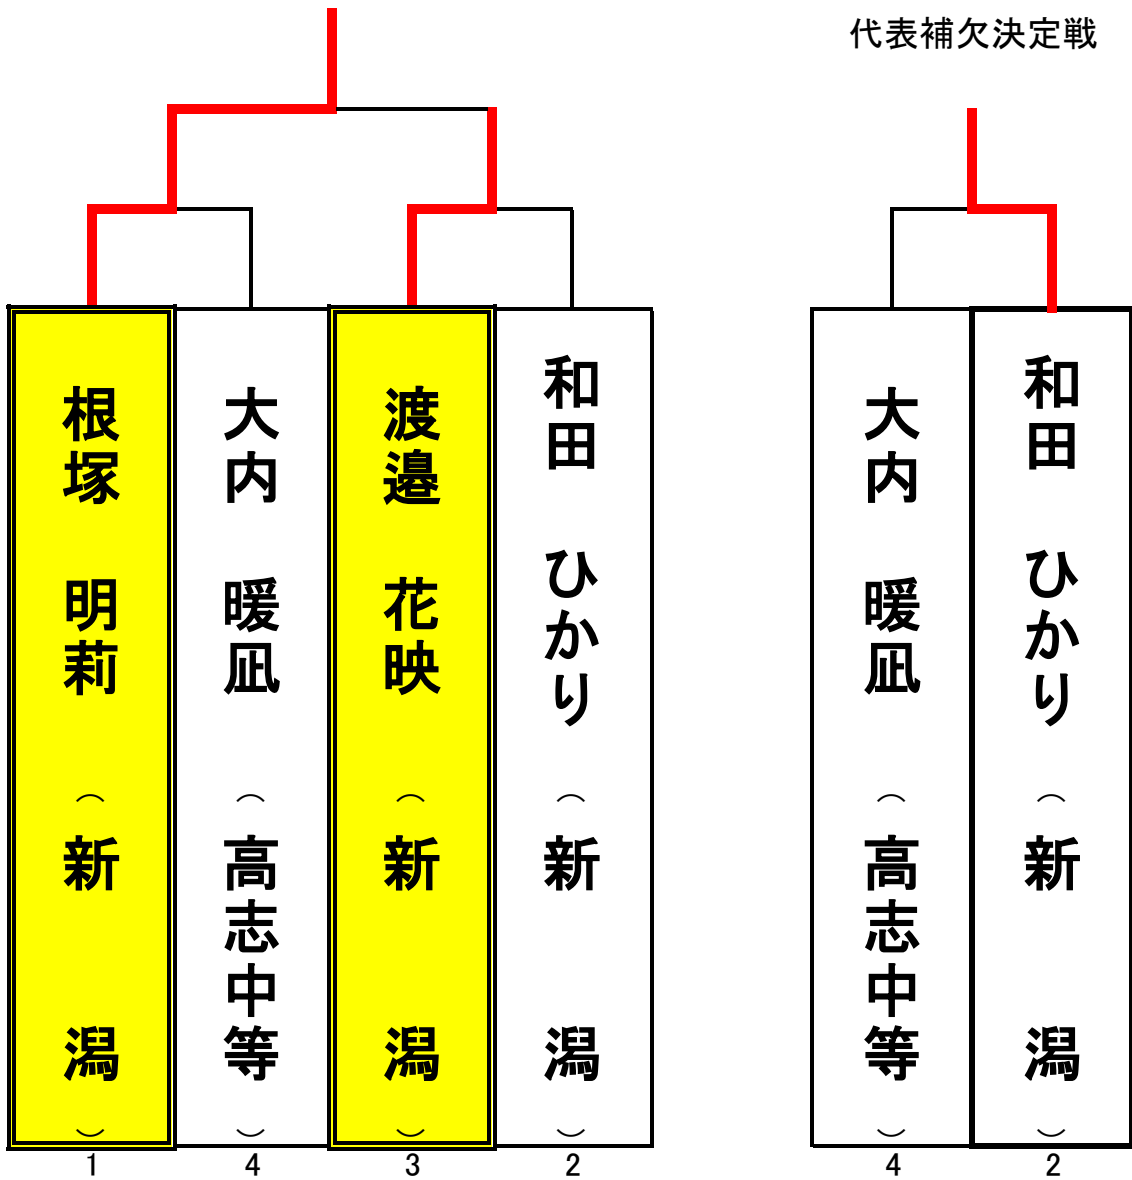 代表補欠決定戦
根塚 明莉 （新 潟）
大内 暖凪 （高志中等）
渡邉 花映 （新 潟）
和田 ひかり （新 潟）
1
4
3
2
大内 暖凪 （高志中等）
和田 ひかり （新 潟）
4
2